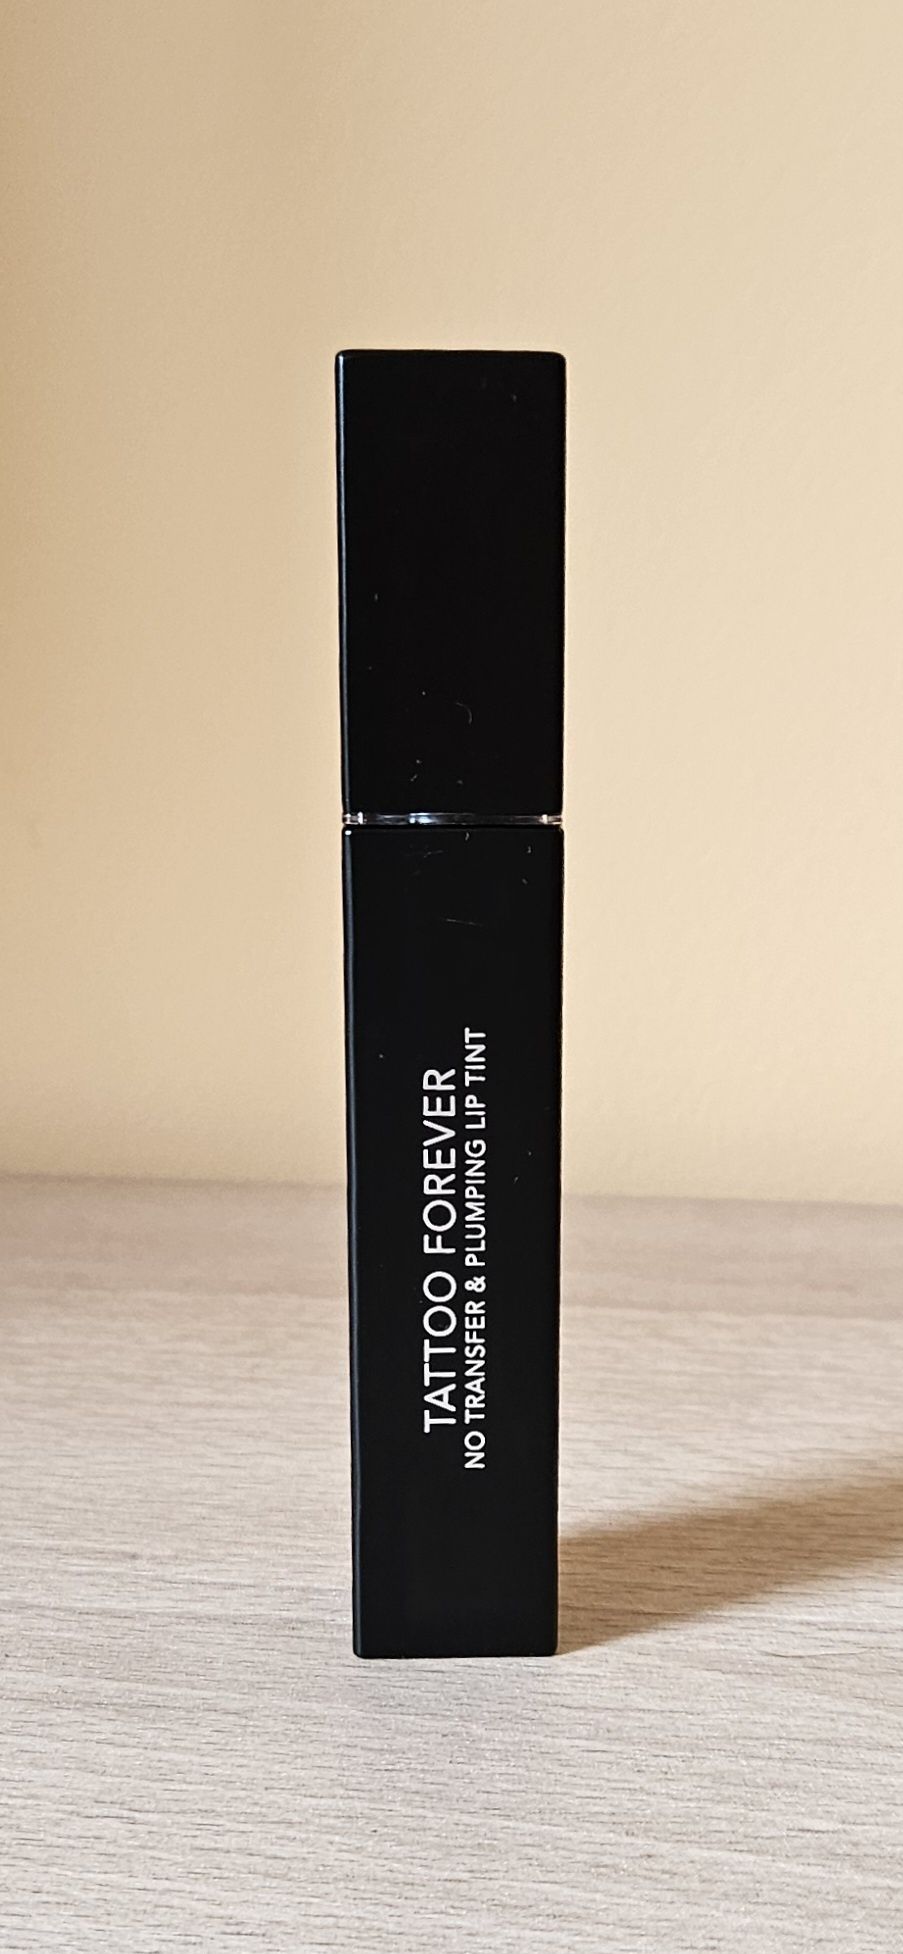 TATTOO FOREVER
NO TRANSFER & PLUMPING LIP TINT